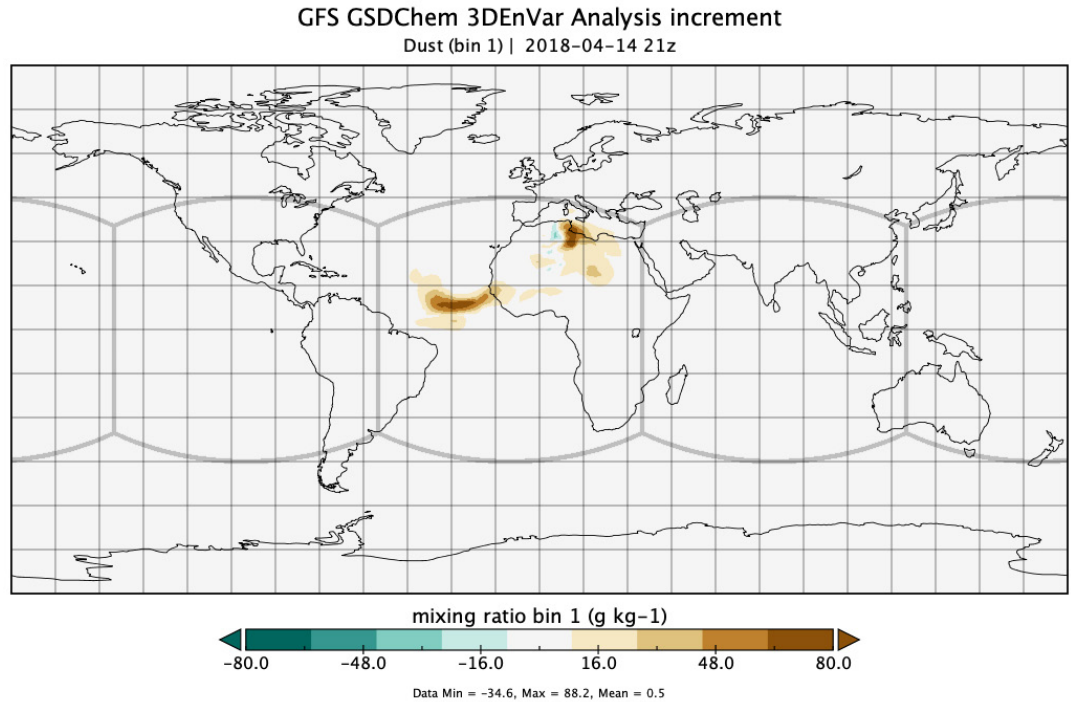 GFS GSDChem 3DEnVar Analysis increment
Dust (bin 1) | 2018-04-14 21z
mixing ratio bin 1 (g kg-1)
-80.0 -48.0 -16.0 16.0 48.0 80.0
Data Min = -34.6, Max = 88.2, Mean = 0.5